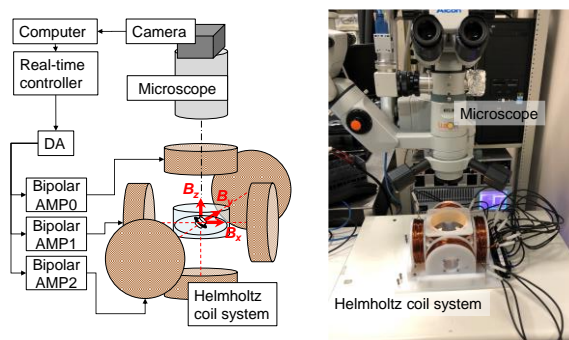 Computer
Camera
Real-time
controller
Microscope
DA
Bipolar
AMP0
Bipolar
AMP1
Bipolar
AMP2
Bz
By
Bx
Helmholtz
coil system
Alcon
Microscope
Helmholtz coil system